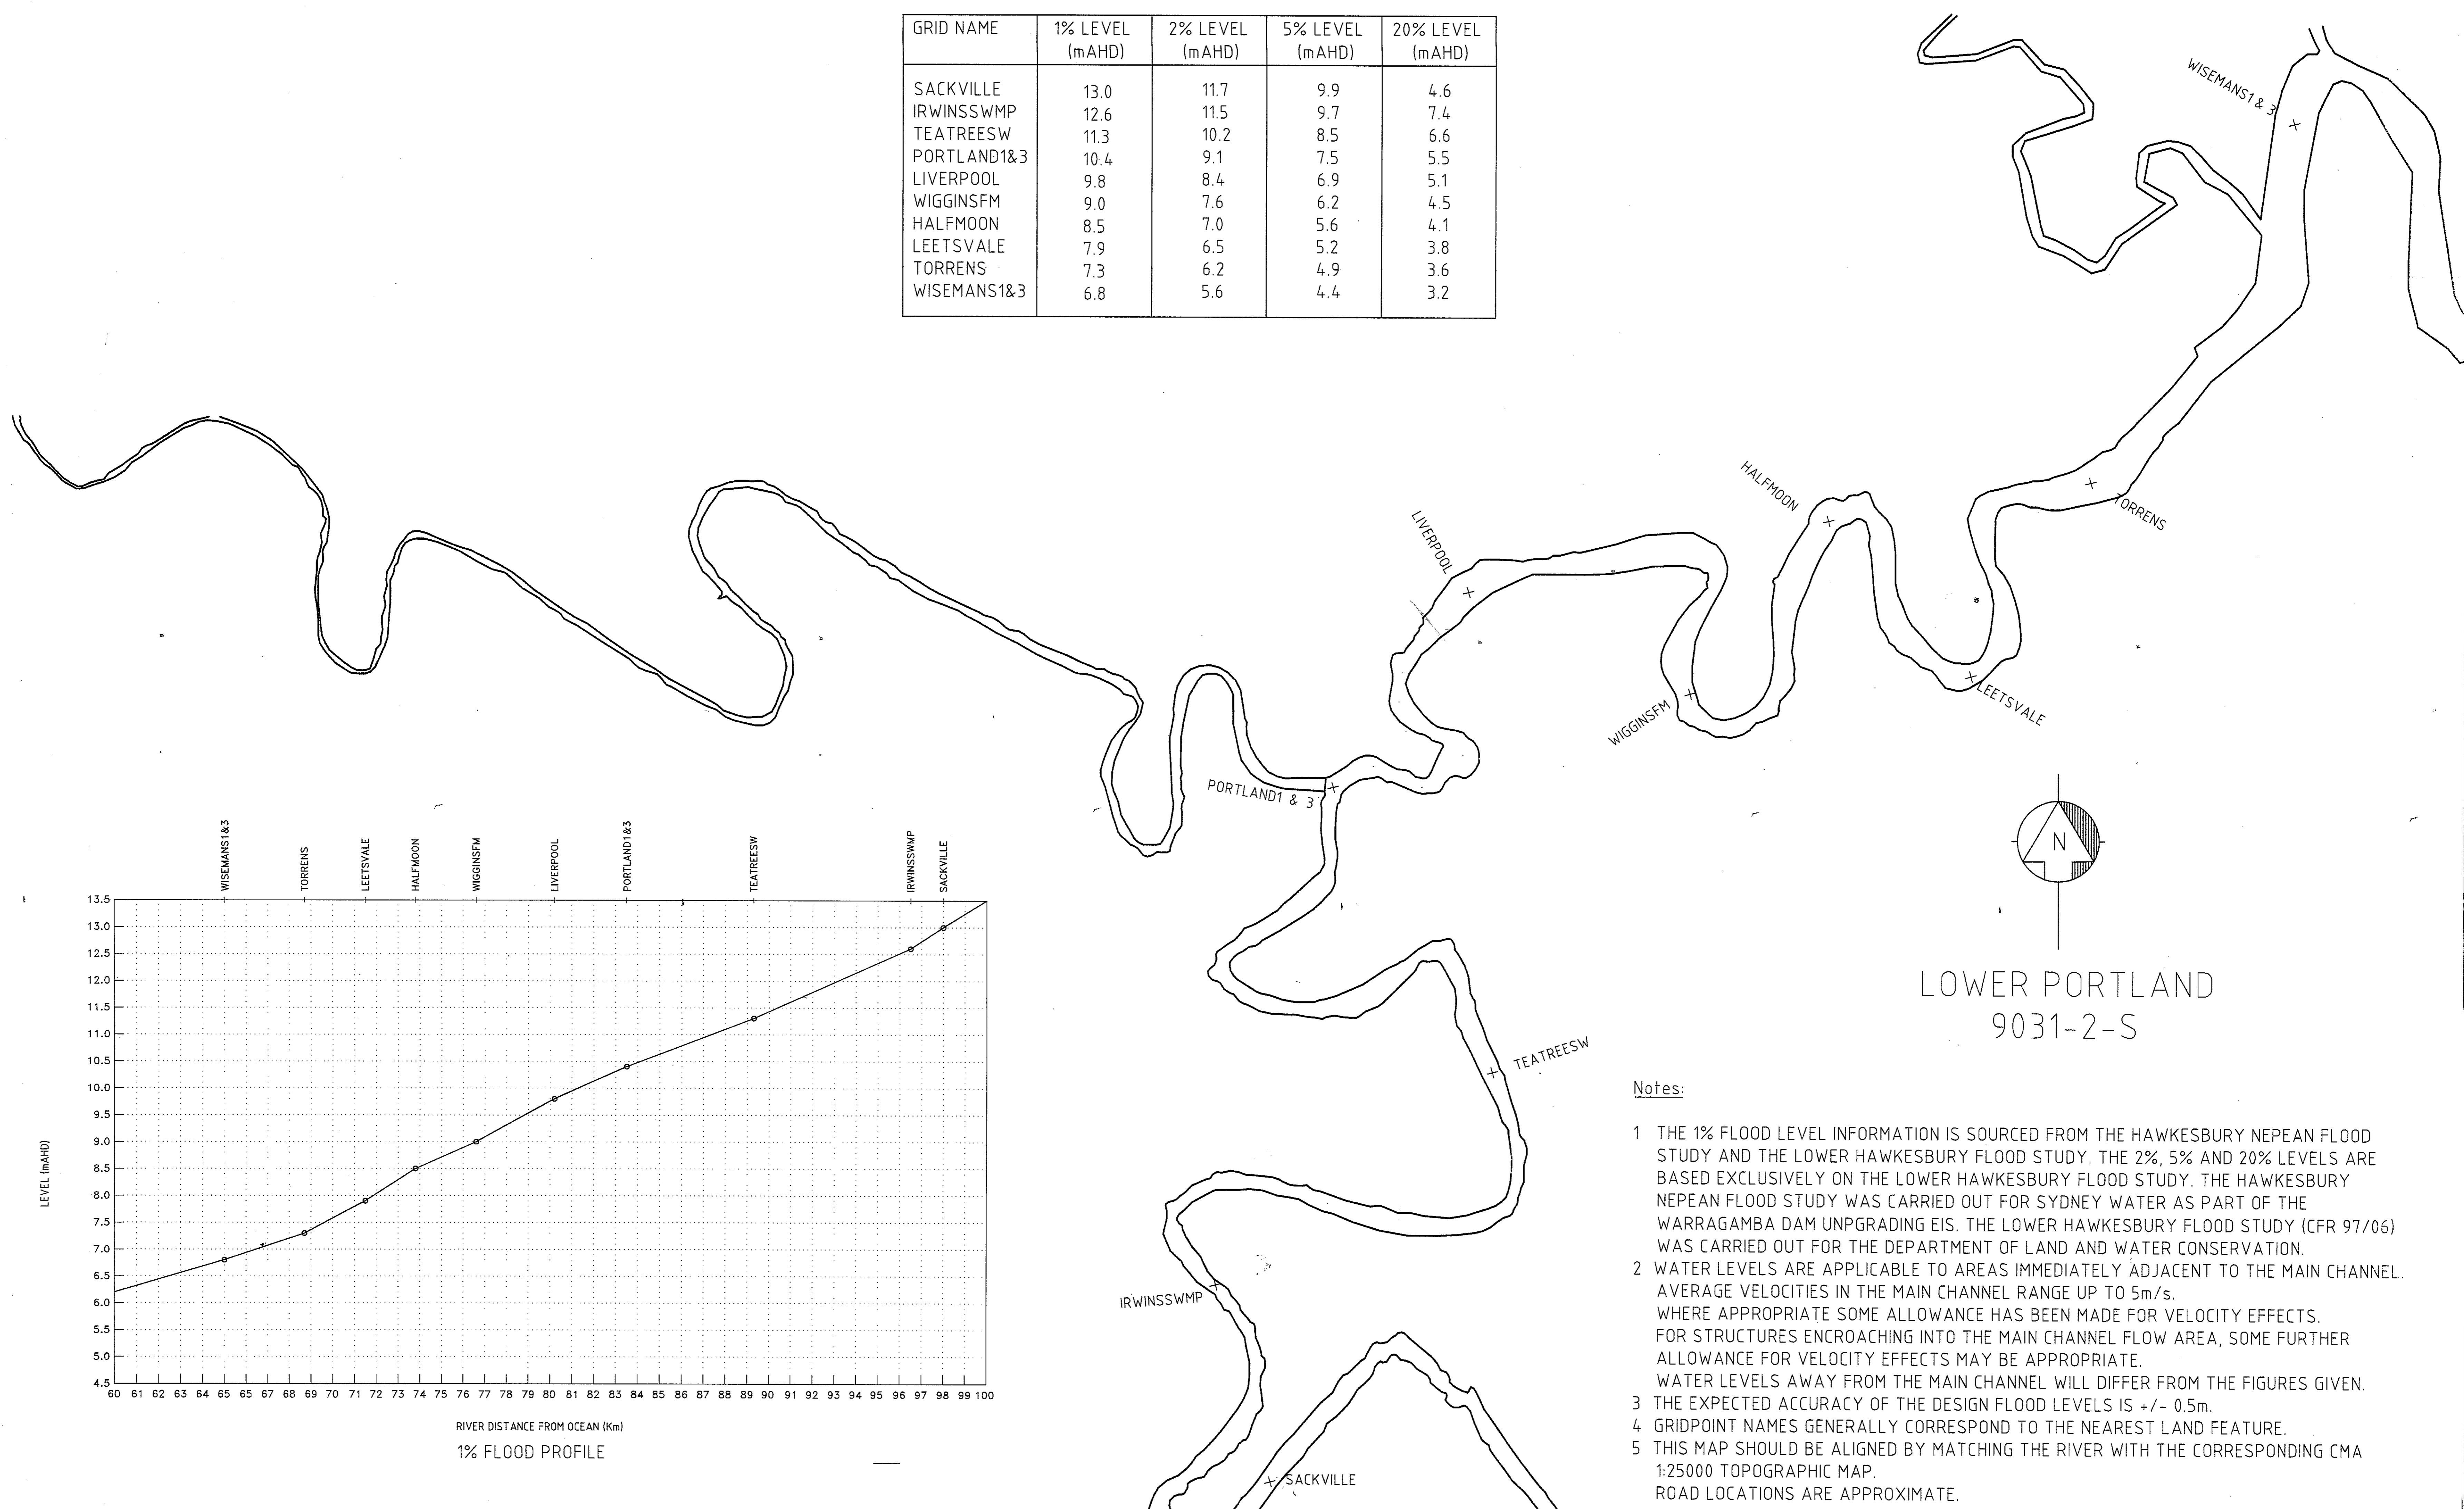 GRID NAME 1% LEVEL 2% LEVEL 5% LEVEL 20% LEVEL
(mAHD) (mAHD) (mAHD) (mAHD)
SACKVILLE 13.0 11.7 9.9 4.6
IRWINSSWMP 12.6 11.5 9.7 7.4
TEATREESW 11.3 10.2 8.5 6.6
PORTLAND1&3 10.4 9.1 7.5 5.5
LIVERPOOL 9.8 8.4 6.9 5.1
WIGGINSFM 9.0 7.6 6.2 4.5
HALFMOON 8.5 7.0 5.6 4.1
LEETSVALE 7.9 6.5 5.2 3.8
TORRENS 7.3 6.2 4.9 3.6
WISEMANS1&3 6.8 5.6 4.4 3.2
WISEMANS1 & 3
HALFMOON
TORRENS
LIVERPOOL
LEETSVALE
WIGGINSFM
PORTLAND1 & 3
TEATREESW
IRWINSSWMP
SACKVILLE
N
LOWER PORTLAND
9031-2-S
WISEMANS1&3
TORRENS
LEETSVALE
HALFMOON
WIGGINSFM
LIVERPOOL
PORTLAND1&3
TEATREESW
IRWINSSWMP
SACKVILLE
13.5
13.0
12.5
12.0
11.5
11.0
10.5
10.0
9.5
9.0
8.5
8.0
7.5
7.0
6.5
6.0
5.5
5.0
4.5
LEVEL (mAHD)
60 61 62 63 64 65 65 67 68 69 70 71 72 73 74 75 76 77 78 79 80 81 82 83 84 85 86 87 88 89 90 91 92 93 94 95 96 97 98 99 100
RIVER DISTANCE FROM OCEAN (Km)
1% FLOOD PROFILE
Notes:
1 THE 1% FLOOD LEVEL INFORMATION IS SOURCED FROM THE HAWKESBURY NEPEAN FLOOD
STUDY AND THE LOWER HAWKESBURY FLOOD STUDY. THE 2%, 5% AND 20% LEVELS ARE
BASED EXCLUSIVELY ON THE LOWER HAWKESBURY FLOOD STUDY. THE HAWKESBURY
NEPEAN FLOOD STUDY WAS CARRIED OUT FOR SYDNEY WATER AS PART OF THE
WARRAGAMBA DAM UNPGRADING EIS. THE LOWER HAWKESBURY FLOOD STUDY (CFR 97/06)
WAS CARRIED OUT FOR THE DEPARTMENT OF LAND AND WATER CONSERVATION.
2 WATER LEVELS ARE APPLICABLE TO AREAS IMMEDIATELY ADJACENT TO THE MAIN CHANNEL.
AVERAGE VELOCITIES IN THE MAIN CHANNEL RANGE UP TO 5m/s.
WHERE APPROPRIATE SOME ALLOWANCE HAS BEEN MADE FOR VELOCITY EFFECTS.
FOR STRUCTURES ENCROACHING INTO THE MAIN CHANNEL FLOW AREA, SOME FURTHER
ALLOWANCE FOR VELOCITY EFFECTS MAY BE APPROPRIATE.
WATER LEVELS AWAY FROM THE MAIN CHANNEL WILL DIFFER FROM THE FIGURES GIVEN.
3 THE EXPECTED ACCURACY OF THE DESIGN FLOOD LEVELS IS +/- 0.5m.
4 GRIDPOINT NAMES GENERALLY CORRESPOND TO THE NEAREST LAND FEATURE.
5 THIS MAP SHOULD BE ALIGNED BY MATCHING THE RIVER WITH THE CORRESPONDING CMA
1:25000 TOPOGRAPHIC MAP.
ROAD LOCATIONS ARE APPROXIMATE.